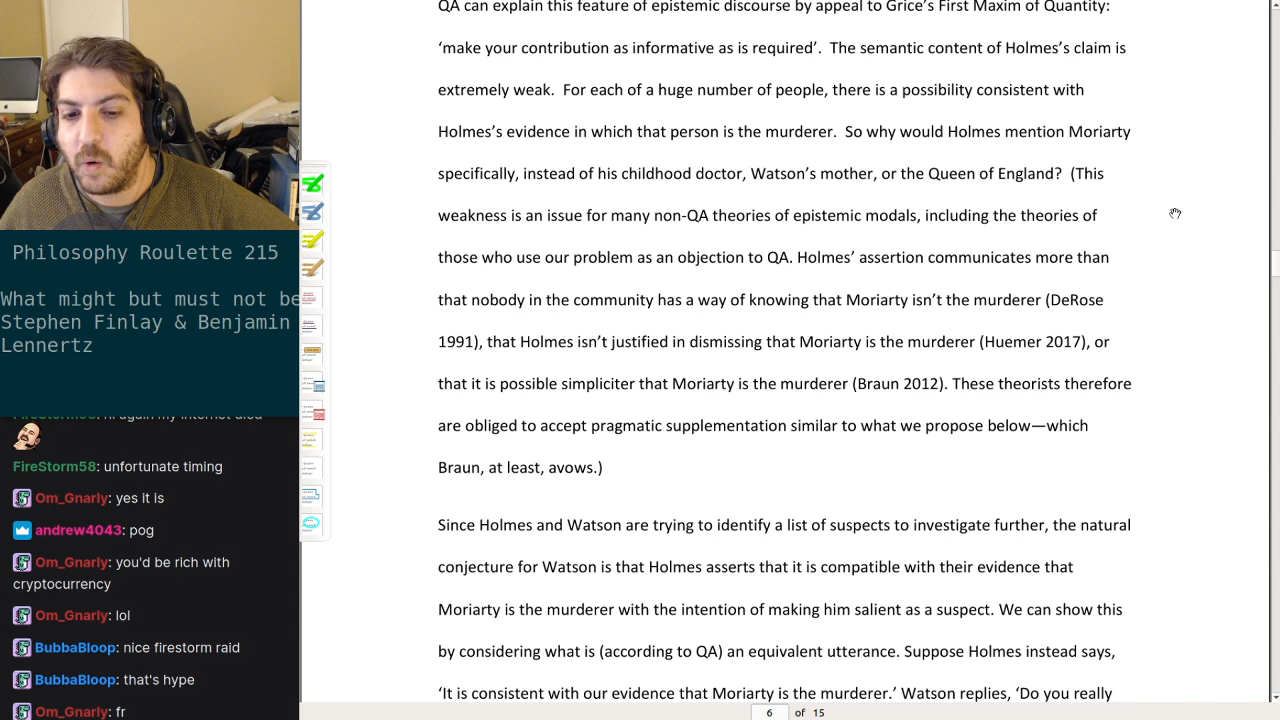 Philosophy Roulette 215
What might but must not be
Stephen Finlay & Benjamin
Lennertz
FireStorm58: unfortunate timing
Om_Gnarly: yes it is
andrew4043: pog
Om_Gnarly: you'd be rich with
cryptocurrency
Om_Gnarly: lol
BubbaBloop: nice firestorm raid
BubbaBloop: that's hype
Om_Gnarly: fr
QA can explain this feature of epistemic discourse by appeal to Grice's First Maxim of Quantity:
‘make your contribution as informative as is required’.  The semantic content of Holmes's claim is
extremely weak.  For each of a huge number of people, there is a possibility consistent with
Holmes's evidence in which that person is the murderer.  So why would Holmes mention Moriarty
specifically, instead of his childhood doctor, Watson's mother, or the Queen of England?  (This
weakness is an issue for many non-QA theories of epistemic modals, including the theories of
those who use our problem as an objection to QA. Holmes’ assertion communicates more than
that nobody in the community has a way of knowing that Moriarty isn't the murderer (DeRose
1991), that Holmes isn't justified in dismissing that Moriarty is the murderer (Huemer 2017), or
that it is possible simpliciter that Moriarty is the murderer (Braun 2012). These theorists therefore
are obliged to accept pragmatic supplementation similar to what we propose below—which
Braun, at least, avows.)
Since Holmes and Watson are trying to identify a list of suspects to investigate further, the natural
conjecture for Watson is that Holmes asserts that it is compatible with their evidence that
Moriarty is the murderer with the intention of making him salient as a suspect. We can show this
by considering what is (according to QA) an equivalent utterance. Suppose Holmes instead says,
‘It is consistent with our evidence that Moriarty is the murderer.’ Watson replies, ‘Do you really
6 of 15